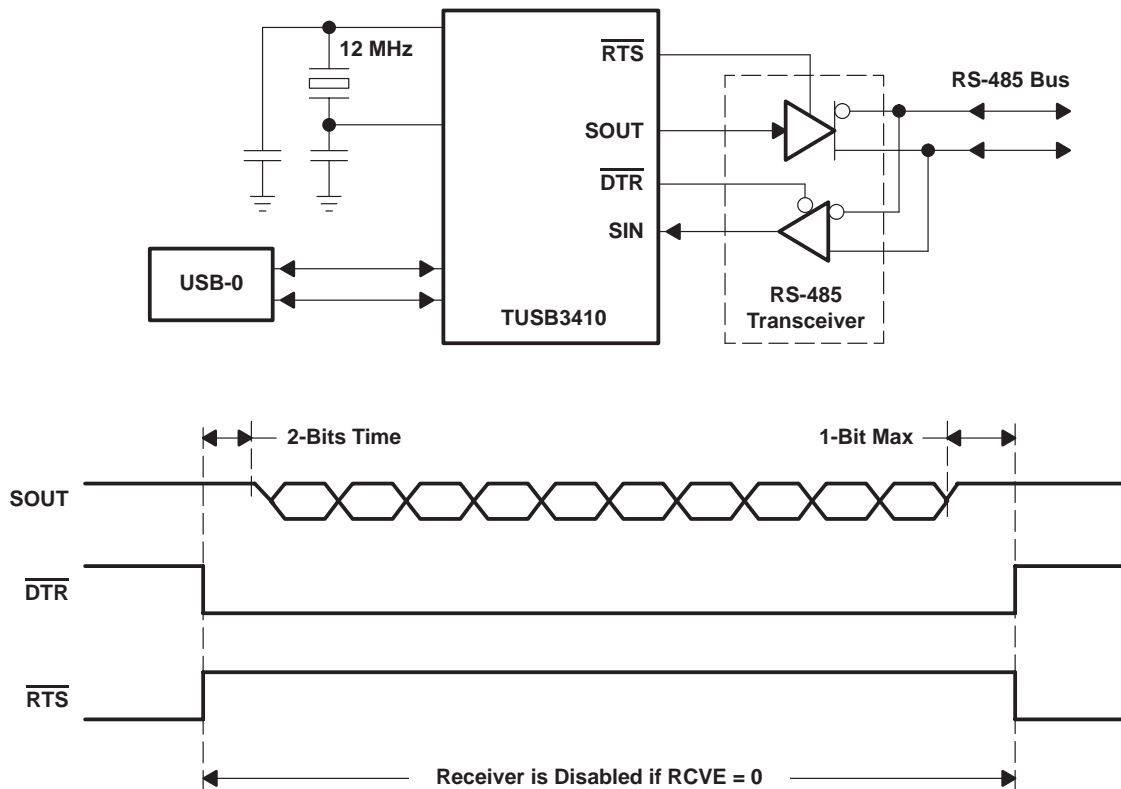 12 MHz
RTS
RS-485 Bus
SOUT
DTR
SIN
USB-0
RS-485
Transceiver
TUSB3410
2-Bits Time
1-Bit Max
SOUT
DTR
RTS
Receiver is Disabled if RCVE = 0